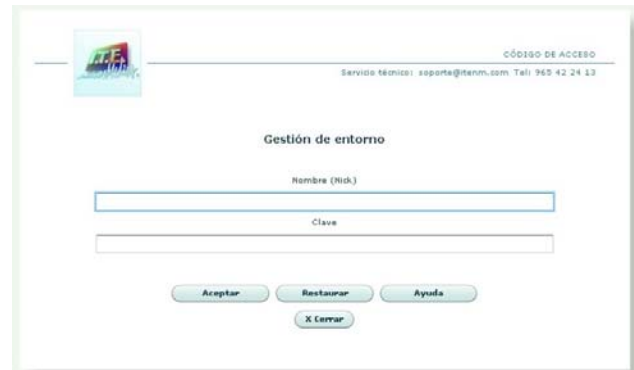 I.T.E.
CÓDIGO DE ACCESO
Servicio técnico: soporte@itenm.com Tel: 965 42 24 13
Gestión de entorno
Nombre (Nick)
Clave
Aceptar Restaurar Ayuda
X Cerrar